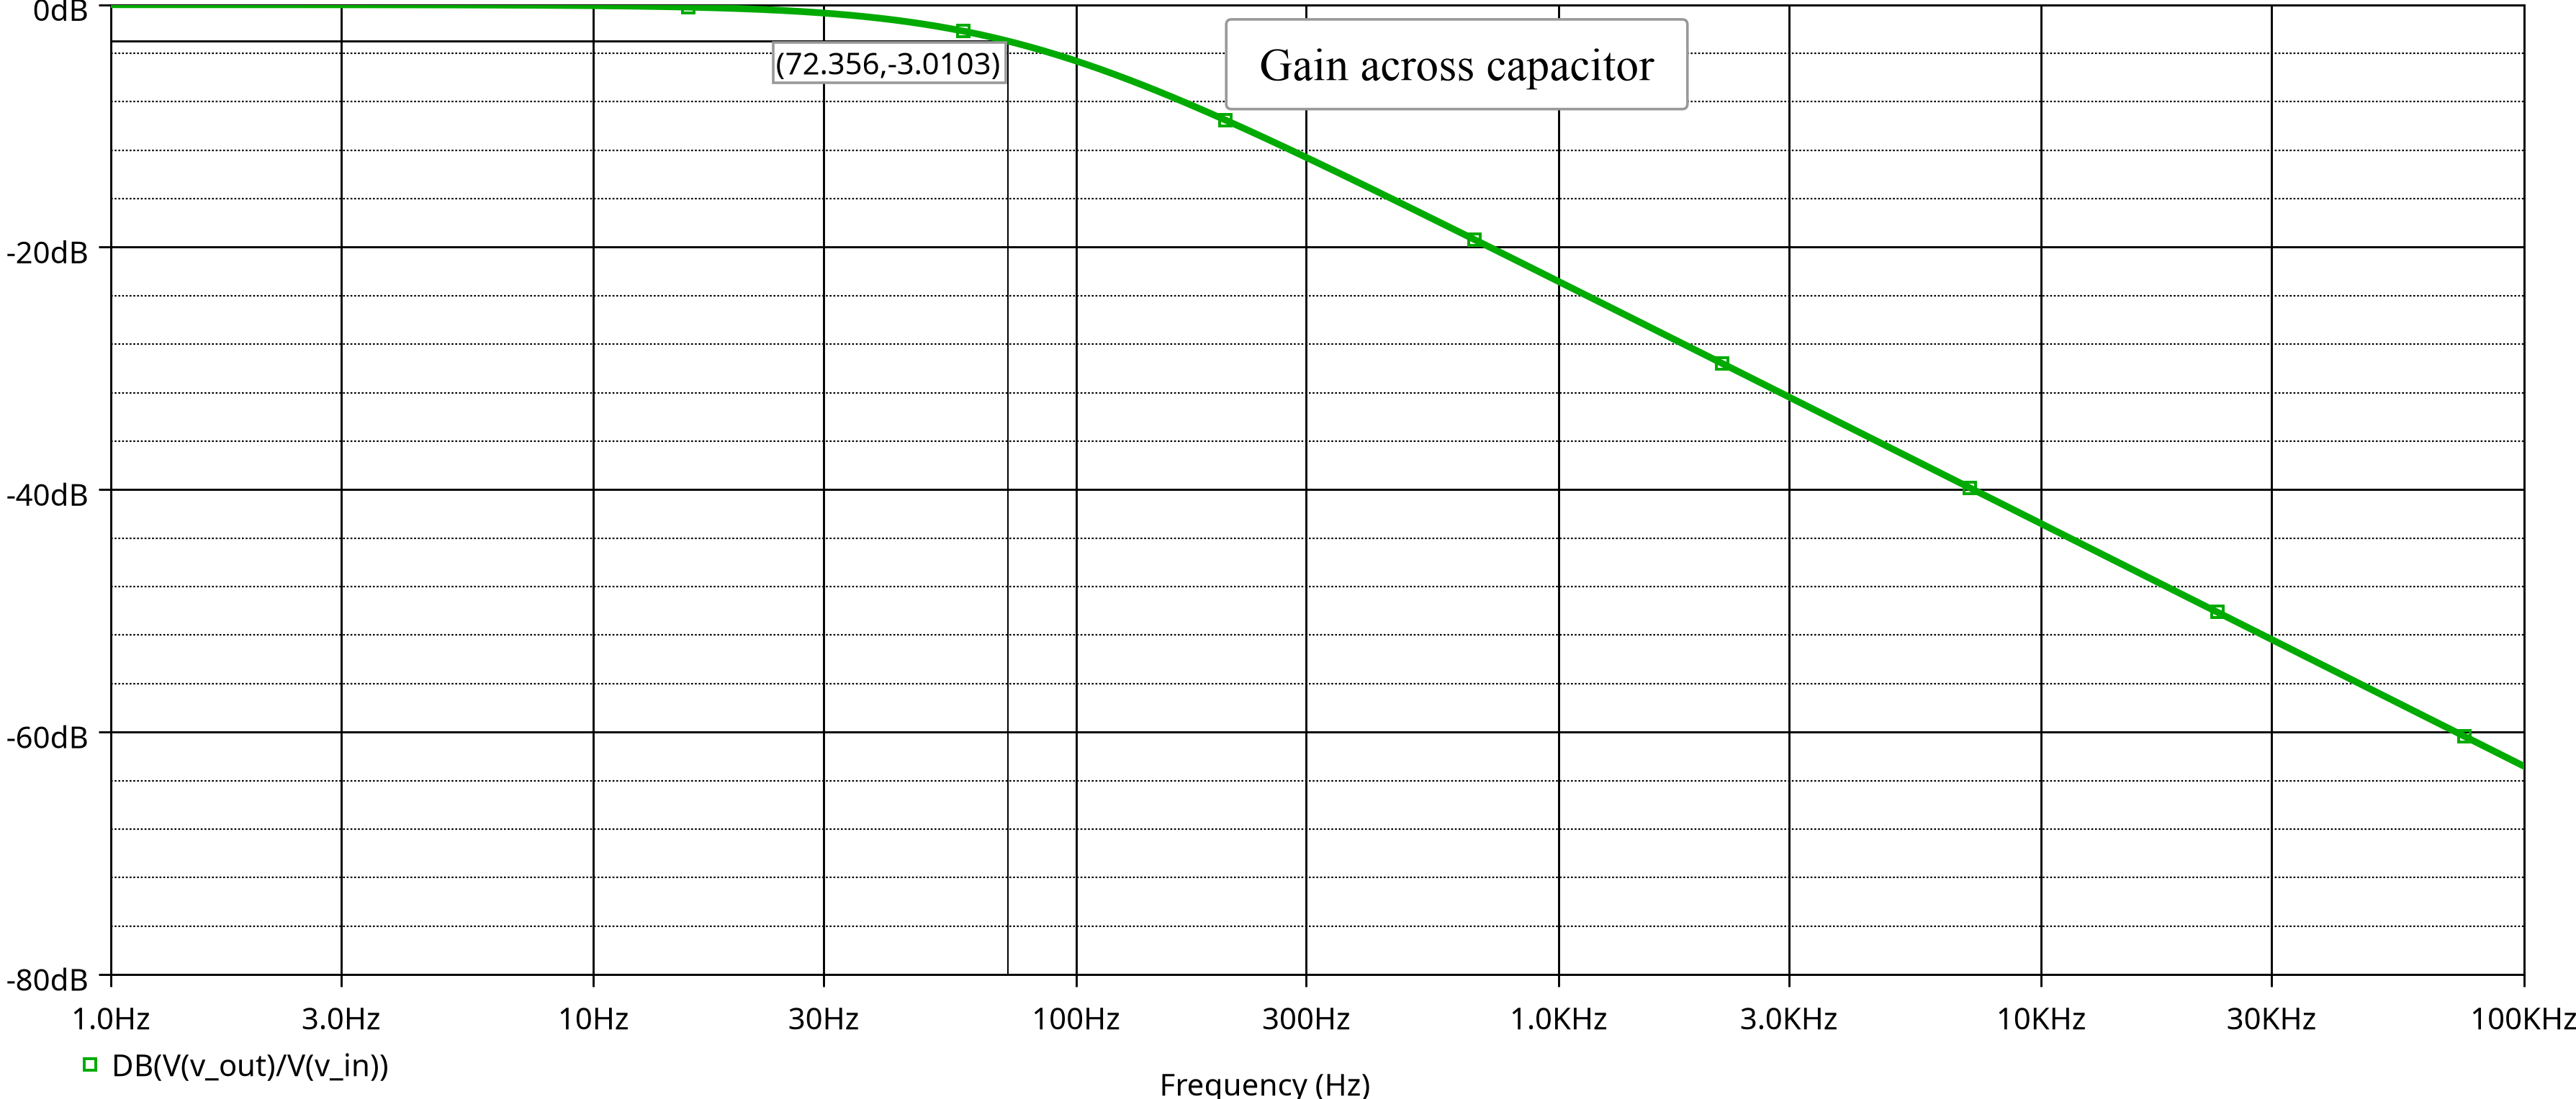 0dB
(72.356,-3.0103)
Gain across capacitor
-20dB
-40dB
-60dB
-80dB
1.0Hz 3.0Hz 10Hz 30Hz 100Hz 300Hz 1.0KHz 3.0KHz 10KHz 30KHz 100KHz
DB(V(v_out)/V(v_in))
Frequency (Hz)